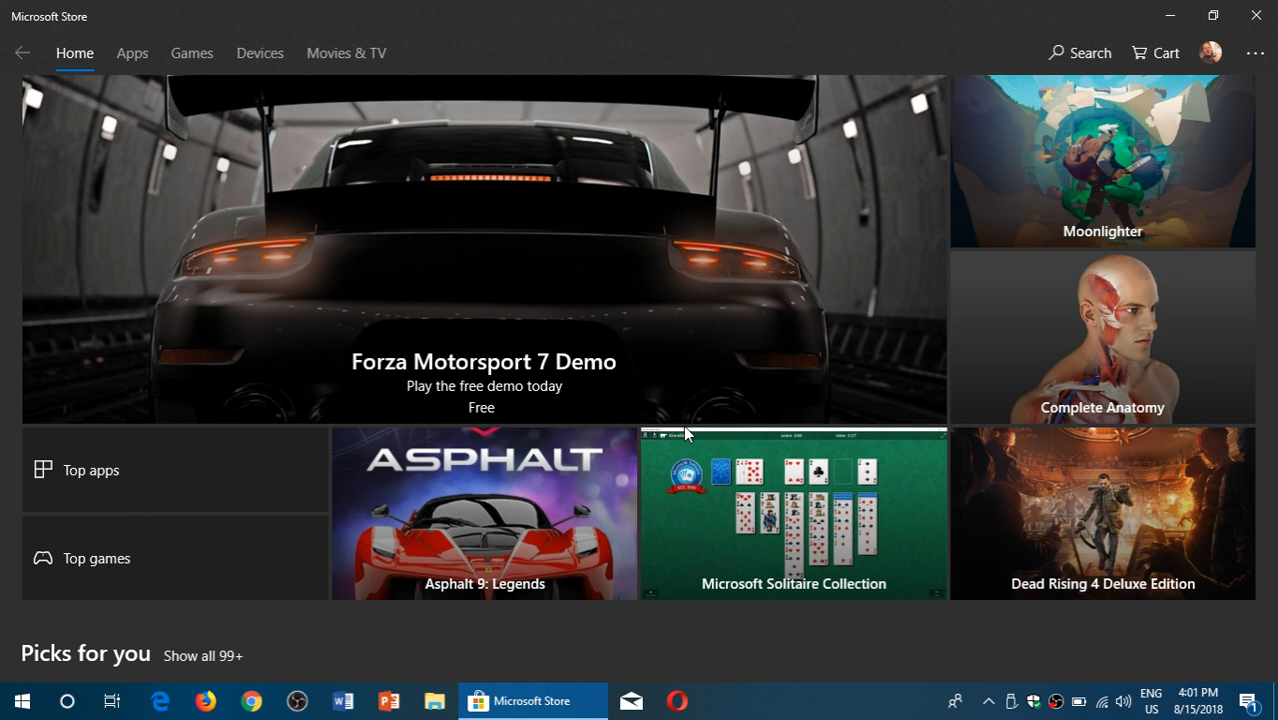 Microsoft Store
Home Apps Games Devices Movies & TV Search Cart
Moonlighter
Forza Motorsport 7 Demo
Play the free demo today
Free
Complete Anatomy
Top apps
Top games
ASPHALT
Asphalt 9: Legends
Microsoft Solitaire Collection
Dead Rising 4 Deluxe Edition
Picks for you Show all 99+
Microsoft Store
ENG
US
4:01 PM
8/15/2018
1